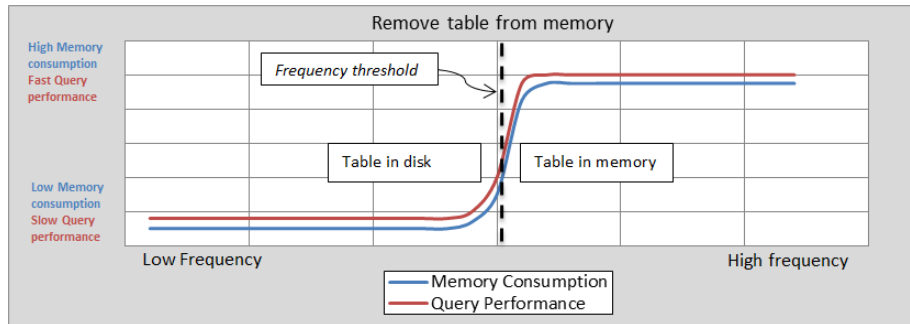 Remove table from memory
High Memory
consumption
Fast Query
performance
Frequency threshold
Table in disk
Table in memory
Low Memory
consumption
Slow Query
performance
Low Frequency
High frequency
Memory Consumption
Query Performance